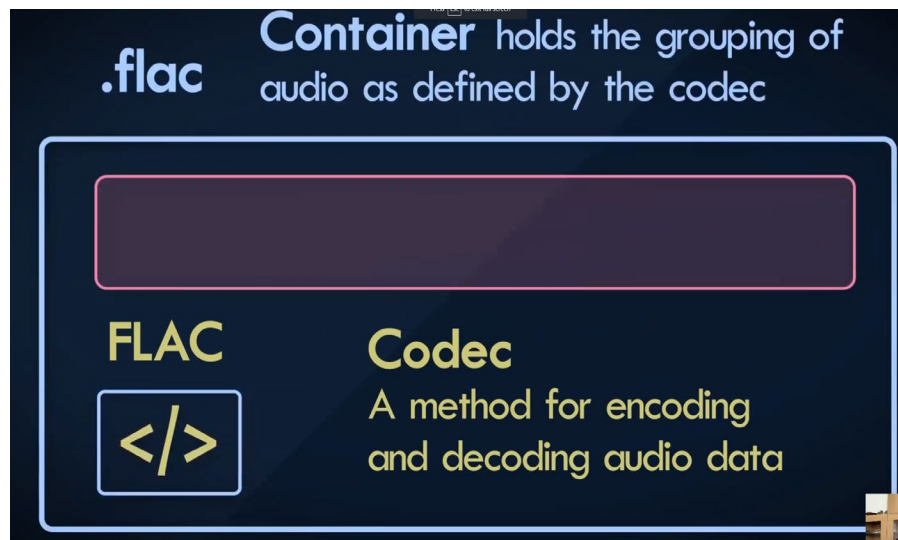 .flac
Container holds the grouping of
audio as defined by the codec
FLAC
</>
Codec
A method for encoding
and decoding audio data